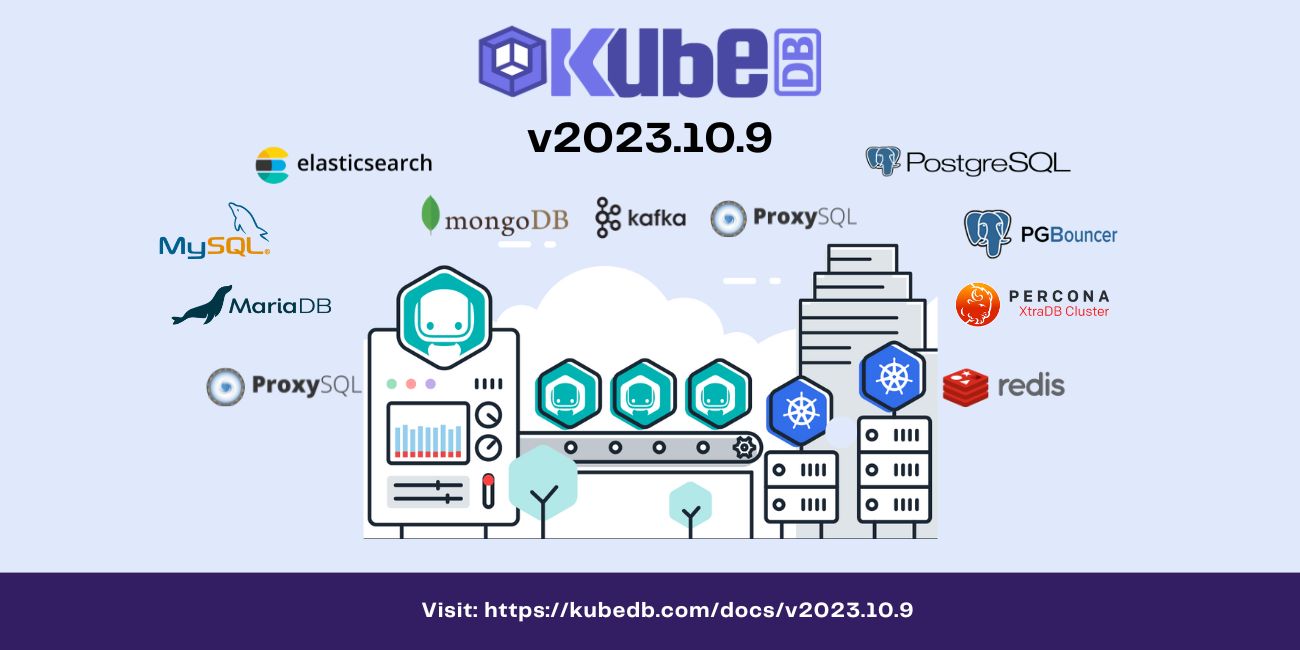 KubeDB
v2023.10.9
elasticsearch
PostgreSQL
MySQL
mongoDB
kafka
ProxySQL
PGBouncer
MariaDB
PERCONA
XtraDB Cluster
ProxySQL
redis
Visit: https://kubedb.com/docs/v2023.10.9